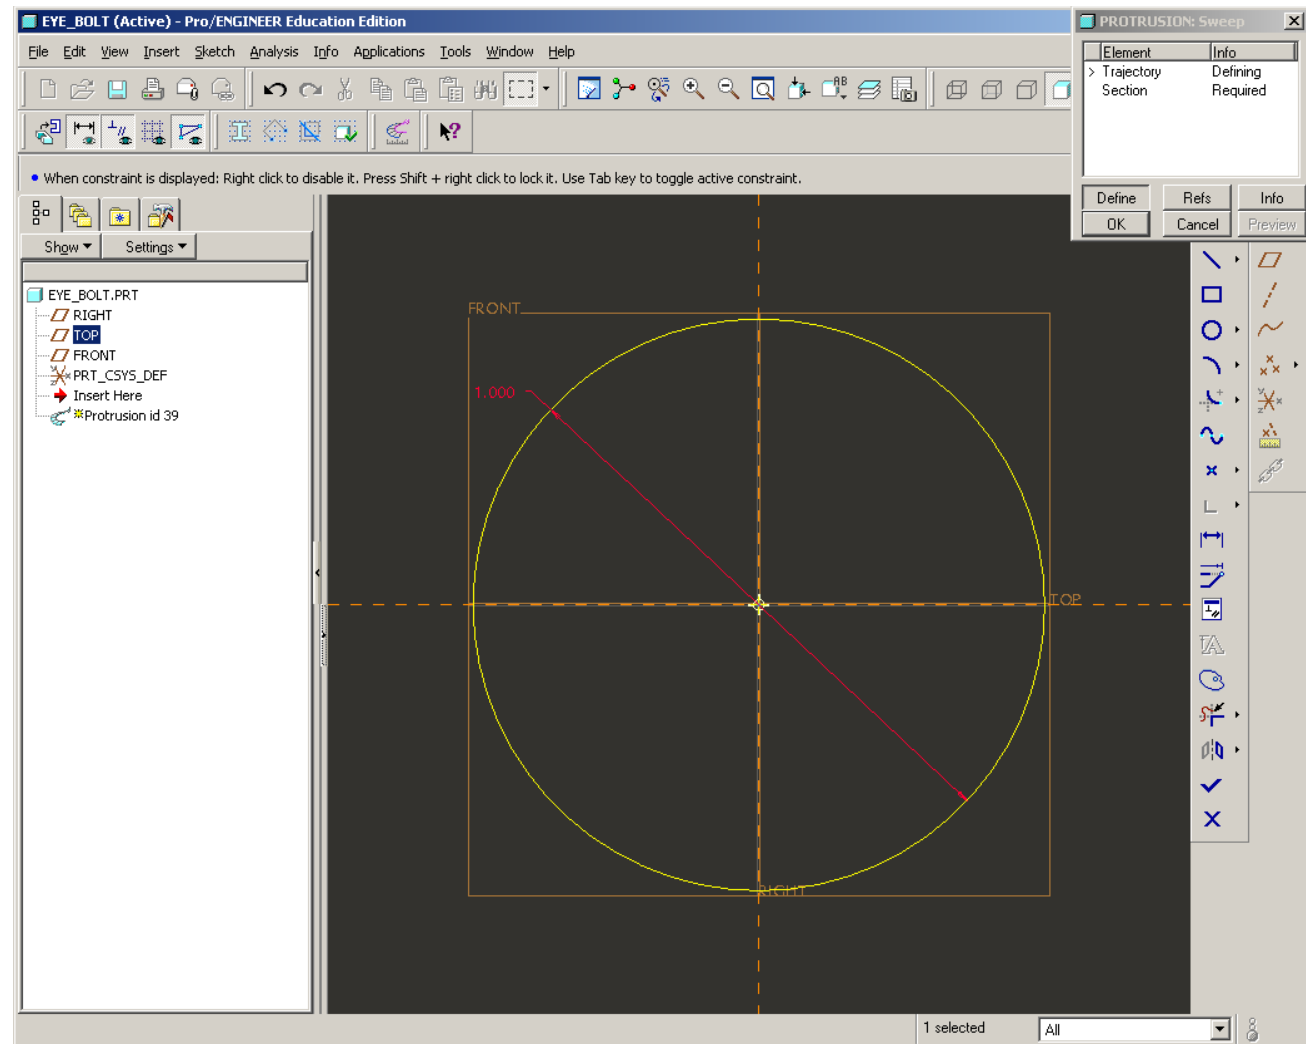 EYE_BOLT (Active) - Pro/ENGINEER Education Edition
File Edit View Insert Sketch Analysis Info Applications Tools Window Help
• When constraint is displayed: Right click to disable it. Press Shift + right click to lock it. Use Tab key to toggle active constraint.
PROTRUSION: Sweep
Element Info
> Trajectory Defining
Section Required
Define Refs Info
OK Cancel Preview
Show Settings
EYE_BOLT.PRT
RIGHT
TOP
FRONT
PRT_CSYS_DEF
Insert Here
Protrusion id 39
FRONT
1.000
TOP
RIGHT
1 selected All